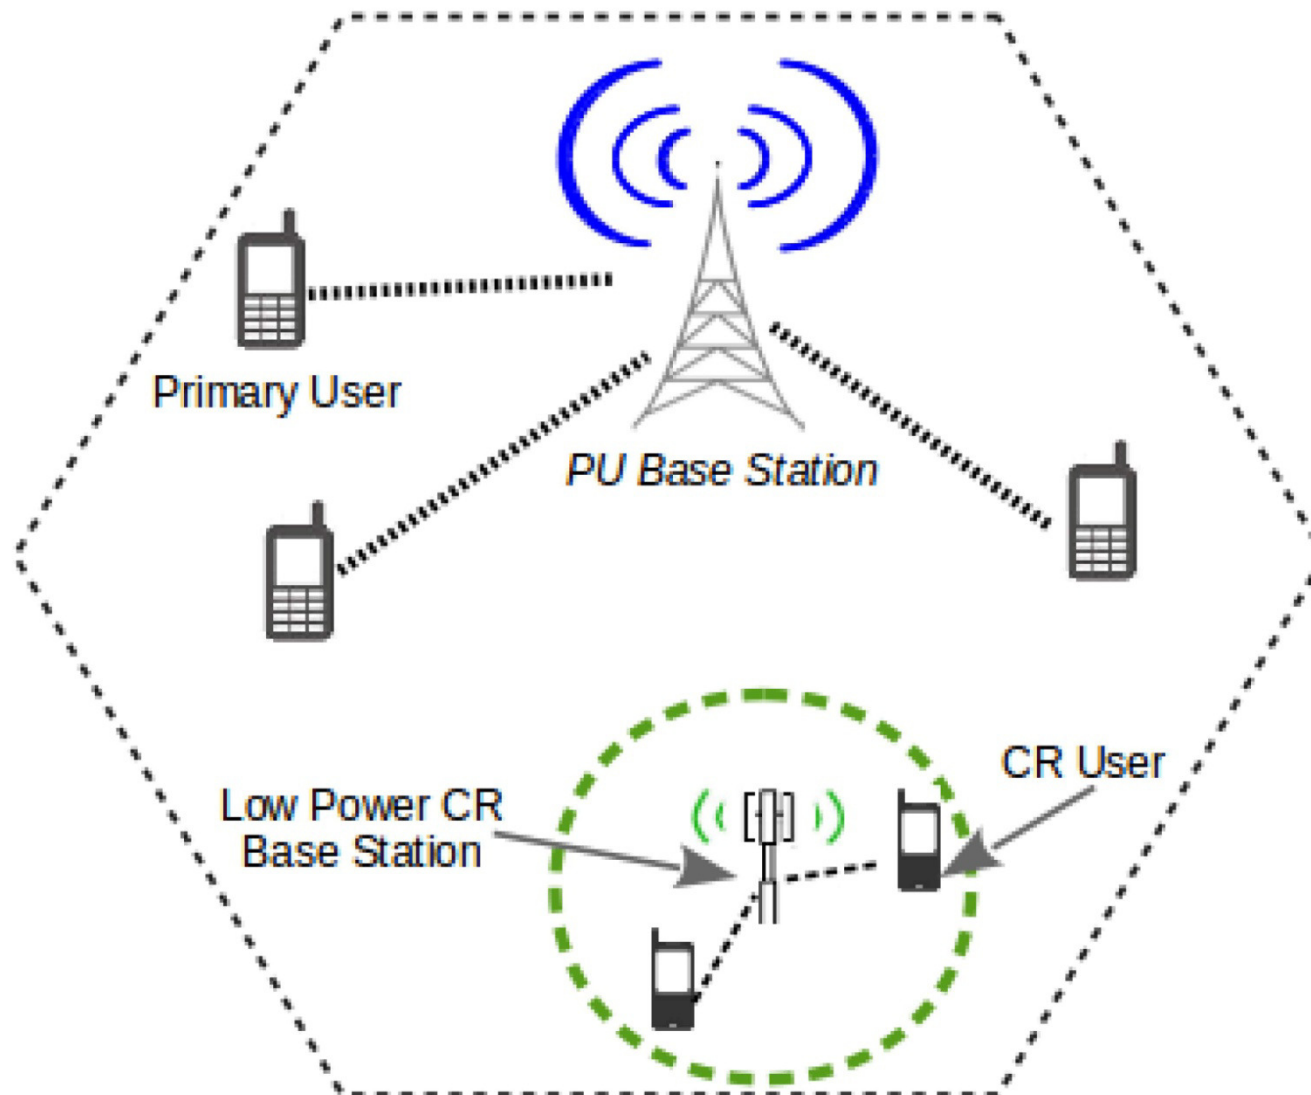 Primary User
PU Base Station
CR User
Low Power CR
Base Station